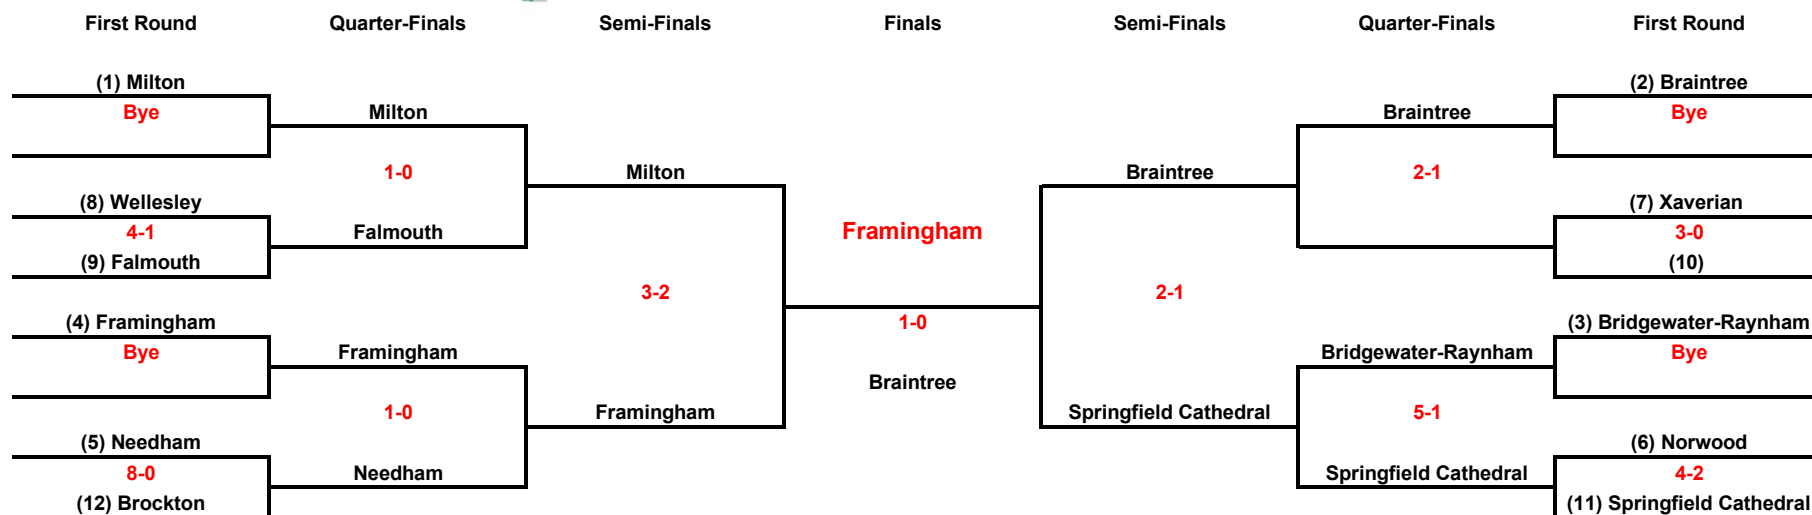 First Round Quarter-Finals Semi-Finals Finals Semi-Finals Quarter-Finals First Round
(1) Milton (2) Braintree
Bye Milton Braintree Bye
1-0 Milton Braintree 2-1
(8) Wellesley (7) Xaverian
4-1 Falmouth Framingham 3-0
(9) Falmouth (10)
3-2 2-1
(4) Framingham 1-0 (3) Bridgewater-Raynham
Bye Framingham Bridgewater-Raynham Bye
Braintree
1-0 Framingham Springfield Cathedral 5-1
(5) Needham (6) Norwood
8-0 Needham Springfield Cathedral 4-2
(12) Brockton (11) Springfield Cathedral